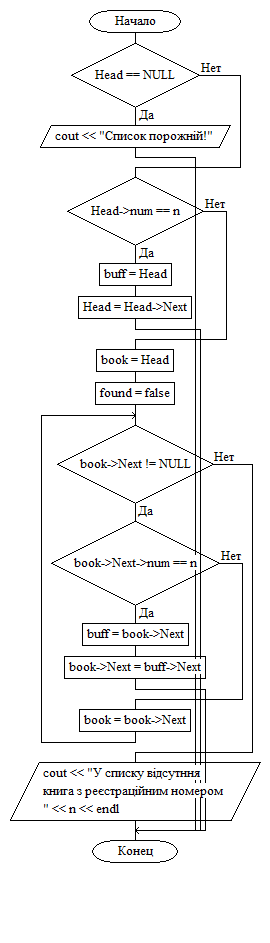 Начало
Head == NULL
Нет
Да
cout << "Список порожній!"
Head->num == n
Нет
Да
buff = Head
Head = Head->Next
book = Head
found = false
book->Next != NULL
Нет
Да
book->Next->num == n
Нет
Да
buff = book->Next
book->Next = buff->Next
book = book->Next
cout << "У списку відсутння
книга з реєстраційним номером
" << n << endl
Конец